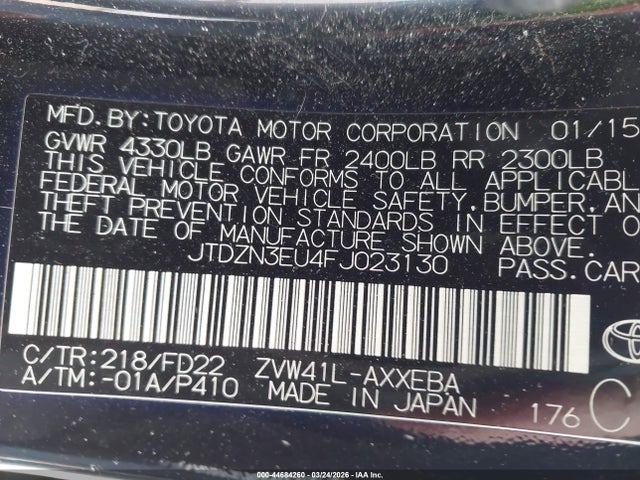 MFD.BY:TOYOTA MOTOR CORPORATION 01/15
GVWR 4330LB GAWR FR 2400LB RR 2300LB
THIS VEHICLE CONFORMS TO ALL APPLICABL
FEDERAL MOTOR VEHICLE SAFETY,BUMPER,AN
THEFT PREVENTION STANDARDS IN EFFECT O
THE DATE OF MANUFACTURE SHOWN ABOVE.
JTDZN3EU4FJ023130 PASS.CAR
C/TR:218/FD22 ZVW41L-AXXEBA
A/TM:-01A/P410 MADE IN JAPAN 176 C
000-44684260 - 03/24/2026 - IAA Inc.